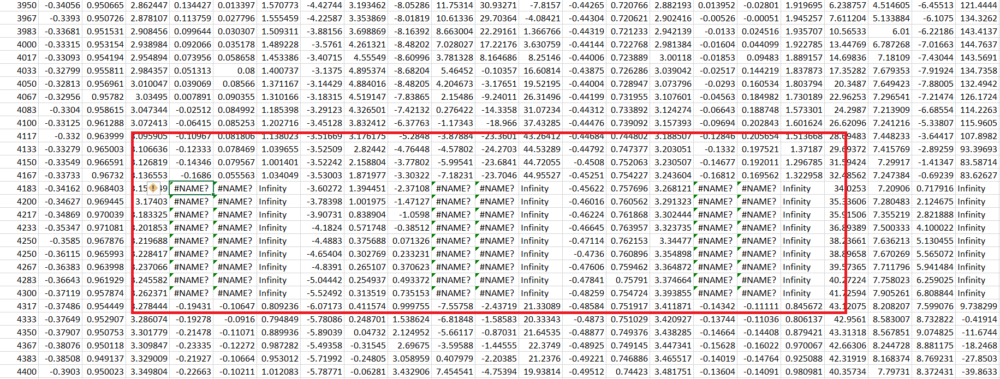 3950 -0.34056 0.950665 2.862447 0.134427 0.013397 1.570773 -4.42744 3.193462 -8.05286 11.75314 30.93271 -7.8157 -0.44265 0.720766 2.882193 0.013952 -0.02801 1.919695 6.238757 4.514605 -6.45513 121.4444
3967 -0.3393 0.950726 2.878107 0.113759 0.027796 1.555459 -4.22587 3.353869 -8.01819 10.61336 29.70364 -4.08421 -0.44304 0.720621 2.902416 -0.00526 -0.00051 1.945257 7.611204 5.133884 -6.1075 134.3262
3983 -0.33681 0.951531 2.908456 0.099644 0.030307 1.509311 -3.88156 3.698869 -8.16392 8.663004 22.29161 1.366766 -0.44319 0.721233 2.942139 -0.0133 0.024516 1.935707 10.56533 6.01 -6.22186 143.4137
4000 -0.33315 0.953154 2.938984 0.092066 0.035178 1.489228 -3.5761 4.261321 -8.48202 7.028027 17.22176 3.630759 -0.44144 0.722768 2.981384 -0.01604 0.044099 1.922785 13.44769 6.787268 -7.01663 144.7637
4017 -0.33093 0.954194 2.954894 0.073956 0.058658 1.453386 -3.40715 4.55549 -8.60996 3.781328 8.164686 8.25146 -0.44006 0.723889 3.00118 -0.01853 0.09483 1.889157 14.69836 7.18109 -7.43044 143.5691
4033 -0.32799 0.955811 2.984357 0.051313 0.08 1.400737 -3.1375 4.895374 -8.68204 5.46452 -0.10357 16.60814 -0.43875 0.726286 3.039042 -0.02517 0.144219 1.837873 17.35282 7.679353 -7.91924 134.7358
4050 -0.32813 0.956961 3.010047 0.039069 0.08566 1.371167 -3.14429 4.884016 -8.48205 4.204673 -3.17651 19.52195 -0.44004 0.728947 3.073796 -0.0293 0.160534 1.803794 20.3487 7.649423 -7.88005 132.4942
4067 -0.32956 0.95782 3.03495 0.007891 0.090355 1.310166 -3.18315 4.519147 -7.83865 2.15486 -9.24011 26.31496 -0.44199 0.731955 3.107601 -0.04563 0.184982 1.730189 22.96253 7.296541 -7.21474 126.1724
4083 -0.3304 0.958615 3.047344 -0.02512 0.084992 1.185398 -3.29123 4.326501 -7.42132 0.276422 -14.3358 31.07234 -0.44312 0.733892 3.124274 -0.06643 0.188748 1.573301 24.2987 7.213909 -6.68554 114.2263
4100 -0.33125 0.961288 3.072413 -0.06415 0.085253 1.202716 -3.45128 3.832412 -6.37763 -1.17343 -18.966 37.43285 -0.44476 0.739092 3.157393 -0.09694 0.202843 1.601624 26.62096 7.241216 -5.33807 115.9605
4117 -0.332 0.963999 3.095905 -0.10967 0.081806 1.138023 -3.51669 3.176175 -5.2848 -3.87884 -23.3601 43.26412 -0.44684 0.744802 3.188507 -0.12846 0.205654 1.513668 28.69483 7.448233 -3.64417 107.8982
4133 -0.33279 0.965003 3.106636 -0.12333 0.078469 1.039655 -3.52509 2.82442 -4.76448 -4.57802 -24.2703 44.53289 -0.44792 0.747377 3.203051 -0.1332 0.197521 1.37187 29.69372 7.415769 -2.89259 93.39693
4150 -0.33549 0.966591 3.126819 -0.14346 0.079567 1.001401 -3.52242 2.158804 -3.77802 -5.99541 -23.6841 44.72055 -0.4508 0.752063 3.230507 -0.14677 0.192011 1.296785 31.59424 7.29917 -1.41347 83.58714
4167 -0.33733 0.96732 3.136553 -0.1686 0.055563 1.034049 -3.53003 1.871977 -3.30322 -7.18231 -23.7046 44.95527 -0.45251 0.754227 3.243604 -0.16812 0.169562 1.322958 32.48562 7.247384 -0.69239 83.62627
4183 -0.34162 0.968403 #NAME? #NAME? Infinity -3.60272 1.394451 -2.37108 #NAME? #NAME? Infinity -0.45622 0.757696 3.268121 #NAME? #NAME? Infinity 34.0253 7.20906 0.717916 Infinity
4200 -0.34627 0.969445 3.17403 #NAME? #NAME? Infinity -3.78398 1.001975 -1.47127 #NAME? #NAME? Infinity -0.46016 0.760562 3.291323 #NAME? #NAME? Infinity 35.33606 7.280483 2.124675 Infinity
4217 -0.34869 0.970039 3.183325 #NAME? #NAME? Infinity -3.90731 0.838904 -1.0598 #NAME? #NAME? Infinity -0.46224 0.761868 3.302444 #NAME? #NAME? Infinity 35.91506 7.355219 2.821888 Infinity
4233 -0.35347 0.971081 3.201853 #NAME? #NAME? Infinity -4.1824 0.571748 -0.38512 #NAME? #NAME? Infinity -0.46645 0.763957 3.323735 #NAME? #NAME? Infinity 36.89389 7.500333 4.100022 Infinity
4250 -0.3585 0.967876 3.219688 #NAME? #NAME? Infinity -4.4883 0.375688 0.071326 #NAME? #NAME? Infinity -0.47114 0.762153 3.34477 #NAME? #NAME? Infinity 38.23661 7.636213 5.130455 Infinity
4250 -0.36115 0.965993 3.228417 #NAME? #NAME? Infinity -4.65404 0.302769 0.233231 #NAME? #NAME? Infinity -0.4736 0.760896 3.354898 #NAME? #NAME? Infinity 38.89658 7.670269 5.565072 Infinity
4267 -0.36383 0.963998 3.237066 #NAME? #NAME? Infinity -4.8391 0.265107 0.370623 #NAME? #NAME? Infinity -0.47606 0.759462 3.364872 #NAME? #NAME? Infinity 39.57365 7.711796 5.941484 Infinity
4283 -0.36643 0.961929 3.245582 #NAME? #NAME? Infinity -5.04442 0.254937 0.493372 #NAME? #NAME? Infinity -0.47841 0.75791 3.374664 #NAME? #NAME? Infinity 40.27224 7.758023 6.259025 Infinity
4300 -0.37119 0.957874 3.262371 #NAME? #NAME? Infinity -5.52492 0.313519 0.735153 #NAME? #NAME? Infinity -0.48259 0.754724 3.393855 #NAME? #NAME? Infinity 41.72594 7.905261 6.808844 Infinity
4317 -0.37486 0.954449 3.278444 -0.19431 -0.10647 0.809236 -6.07173 0.411574 0.999755 -7.55758 -2.43719 21.33089 -0.48584 0.751917 3.411871 -0.14342 -0.11111 0.845672 43.12075 8.208207 7.599076 9.738299
4333 -0.37649 0.952907 3.286074 -0.19278 -0.0916 0.794849 -5.78086 0.248701 1.538624 -6.81848 -1.58583 20.33343 -0.4873 0.751029 3.420927 -0.13744 -0.11036 0.806137 42.9561 8.583007 8.732822 -0.41914
4350 -0.37907 0.950753 3.301779 -0.21478 -0.11071 0.889936 -5.89039 0.04732 2.124952 -5.66117 -0.87031 21.64535 -0.48877 0.749376 3.438285 -0.14664 -0.14408 0.879421 43.31318 8.567851 9.074825 -11.6744
4367 -0.38076 0.950118 3.309847 -0.23335 -0.12272 0.987282 -5.49358 -0.31545 2.69675 -3.59588 -1.44555 22.3749 -0.48925 0.749145 3.447341 -0.15628 -0.16022 0.970067 42.66306 8.244728 8.881175 -18.2468
4383 -0.38508 0.949137 3.329009 -0.21927 -0.10664 0.953012 -5.71992 -0.24805 3.058959 0.407979 -2.20385 21.2376 -0.49221 0.746886 3.465517 -0.14019 -0.14764 0.925088 42.31919 8.168374 8.769231 -27.8503
4400 -0.3903 0.950023 3.349804 -0.22663 -0.10211 1.012083 -5.78771 -0.06281 3.432906 7.454541 -4.75394 19.93814 -0.49512 0.74423 3.481751 -0.13604 -0.14091 0.980981 40.35734 7.79731 8.372431 -39.8633